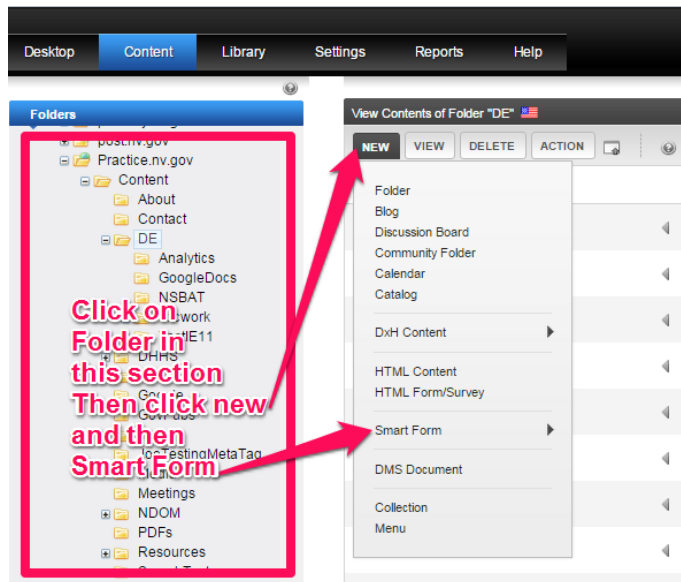 Desktop Content Library Settings Reports Help
Folders
View Contents of Folder "DE"
NEW VIEW DELETE ACTION
post.nv.gov
Practice.nv.gov
Content
About
Contact
DE
Analytics
GoogleDocs
NSBAT
DHHS
Meetings
NDOM
PDFs
Resources
Click on
Folder in
this section
Then click new
and then
Smart Form
Folder
Blog
Discussion Board
Community Folder
Calendar
Catalog
DxH Content
HTML Content
HTML Form/Survey
Smart Form
DMS Document
Collection
Menu